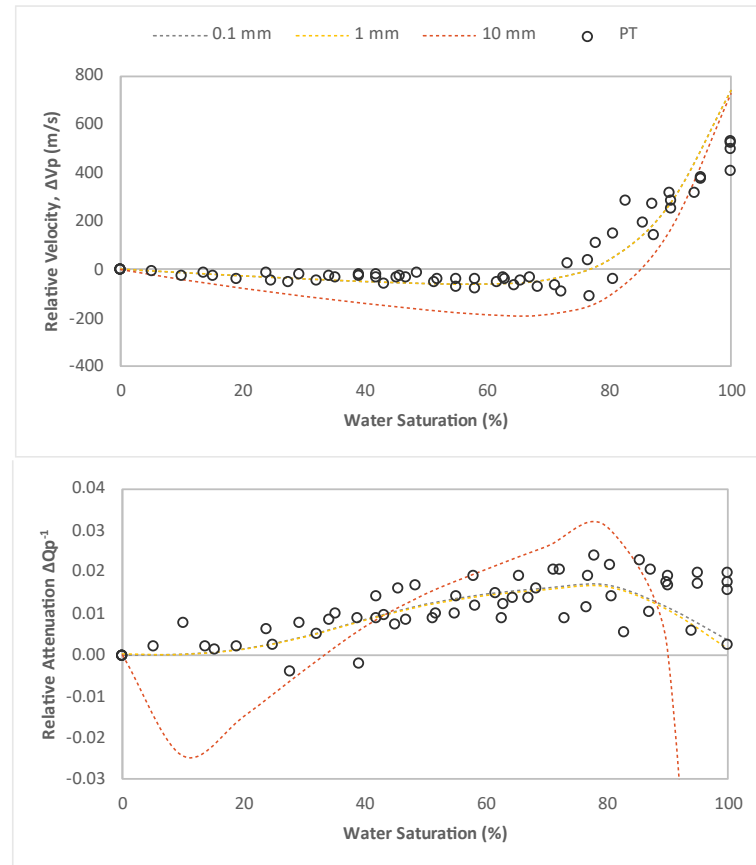 0.1 mm 1 mm 10 mm PT
Relative Velocity, ΔVp (m/s)
800
600
400
200
0
-200
-400
0 20 40 60 80 100
Water Saturation (%)
Relative Attenuation ΔQp⁻¹
0.04
0.03
0.02
0.01
0.00
-0.01
-0.02
-0.03
0 20 40 60 80 100
Water Saturation (%)